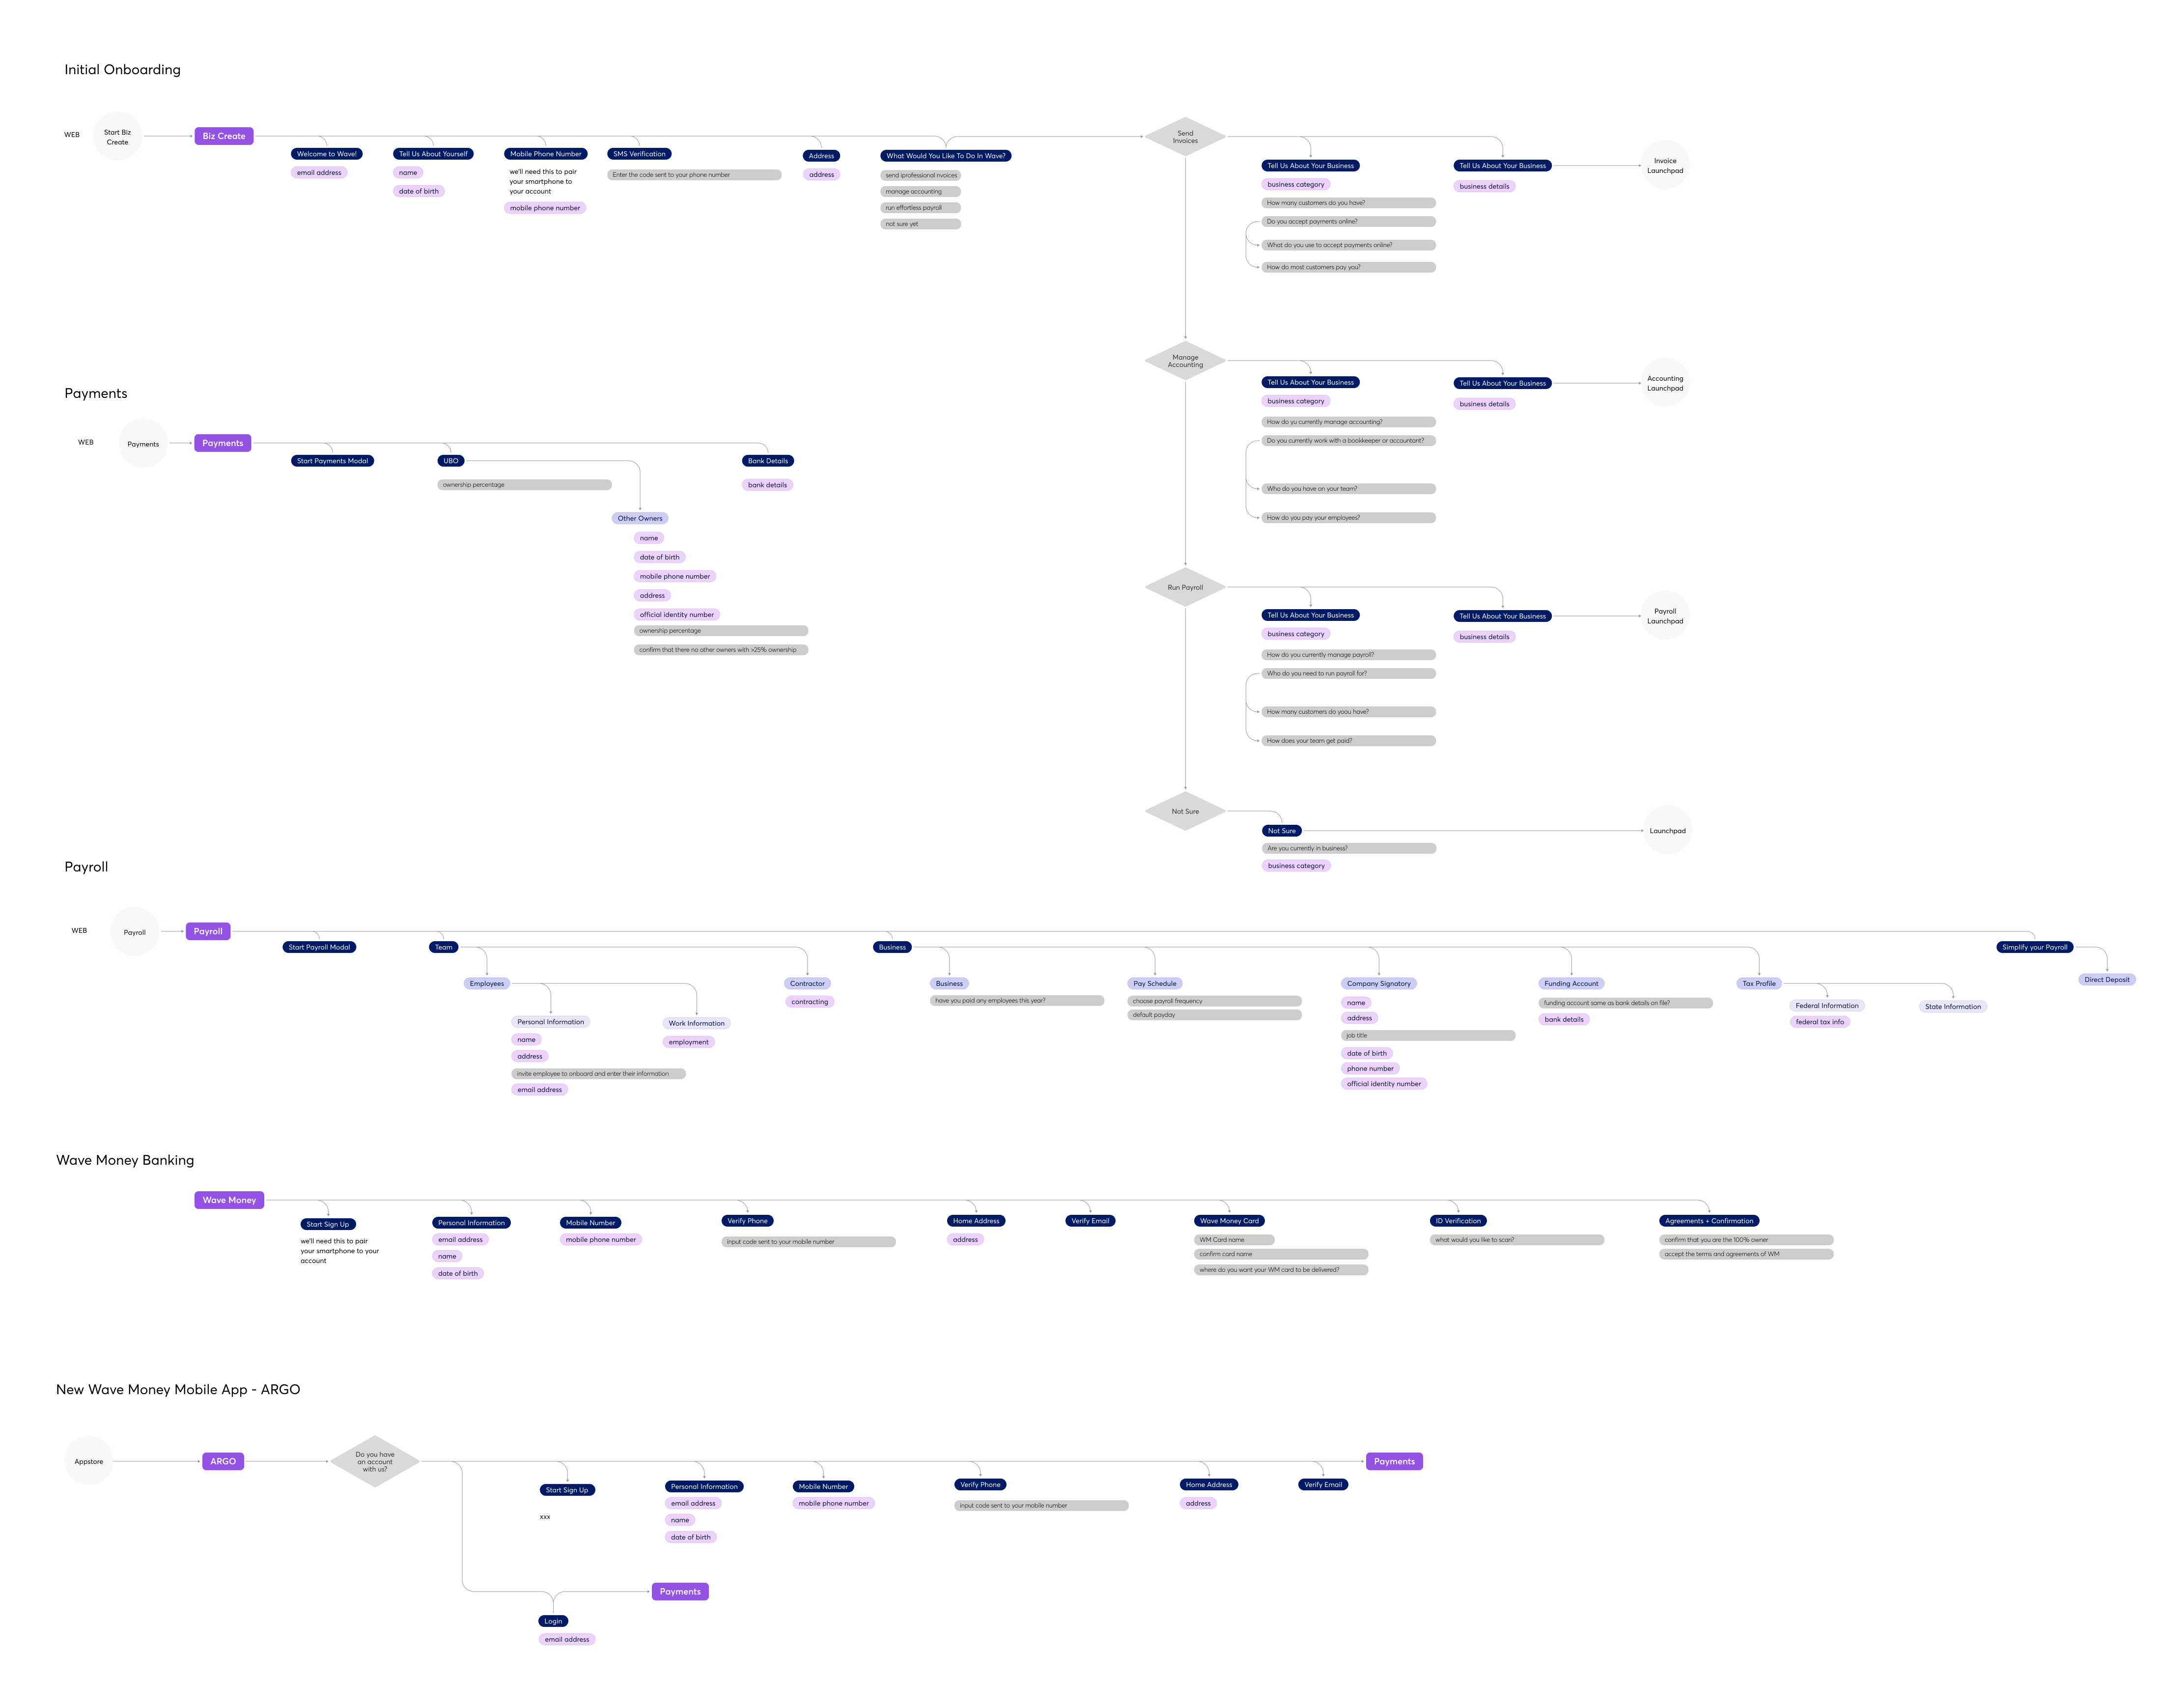 Initial Onboarding
WEB
Start Biz
Create
Biz Create
Welcome to Wave!
email address
Tell Us About Yourself
name
date of birth
Mobile Phone Number
we'll need this to pair
your smartphone to
your account
mobile phone number
SMS Verification
Enter the code sent to your phone number
Address
address
What Would You Like To Do In Wave?
send iprofessional nvoices
manage accounting
run effortless payroll
not sure yet
Send
Invoices
Tell Us About Your Business
business category
How many customers do you have?
Do you accept payments online?
What do you use to accept payments online?
How do most customers pay you?
Tell Us About Your Business
business details
Invoice
Launchpad
Manage
Accounting
Tell Us About Your Business
business category
How do yu currently manage accounting?
Do you currently work with a bookkeeper or accountant?
Who do you have on your team?
How do you pay your employees?
Tell Us About Your Business
business details
Accounting
Launchpad
Run Payroll
Tell Us About Your Business
business category
How do you currently manage payroll?
Who do you need to run payroll for?
How many customers do yoou have?
How does your team get paid?
Tell Us About Your Business
business details
Payroll
Launchpad
Not Sure
Not Sure
Are you currently in business?
business category
Launchpad
Payments
WEB
Payments
Payments
Start Payments Modal
UBO
ownership percentage
Other Owners
name
date of birth
mobile phone number
address
official identity number
ownership percentage
confirm that there no other owners with >25% ownership
Bank Details
bank details
Payroll
WEB
Payroll
Payroll
Start Payroll Modal
Team
Employees
Personal Information
name
address
invite employee to onboard and enter their information
email address
Work Information
employment
Contractor
contracting
Business
Business
have you paid any employees this year?
Pay Schedule
choose payroll frequency
default payday
Company Signatory
name
address
job title
date of birth
phone number
official identity number
Funding Account
funding account same as bank details on file?
bank details
Tax Profile
Federal Information
federal tax info
State Information
Simplify your Payroll
Direct Deposit
Wave Money Banking
Wave Money
Start Sign Up
we'll need this to pair
your smartphone to your
account
Personal Information
email address
name
date of birth
Mobile Number
mobile phone number
Verify Phone
input code sent to your mobile number
Home Address
address
Verify Email
Wave Money Card
WM Card name
confirm card name
where do you want your WM card to be delivered?
ID Verification
what would you like to scan?
Agreements + Confirmation
confirm that you are the 100% owner
accept the terms and agreements of WM
New Wave Money Mobile App - ARGO
Appstore
ARGO
Do you have
an account
with us?
Start Sign Up
xxx
Personal Information
email address
name
date of birth
Mobile Number
mobile phone number
Verify Phone
input code sent to your mobile number
Home Address
address
Verify Email
Payments
Payments
Login
email address